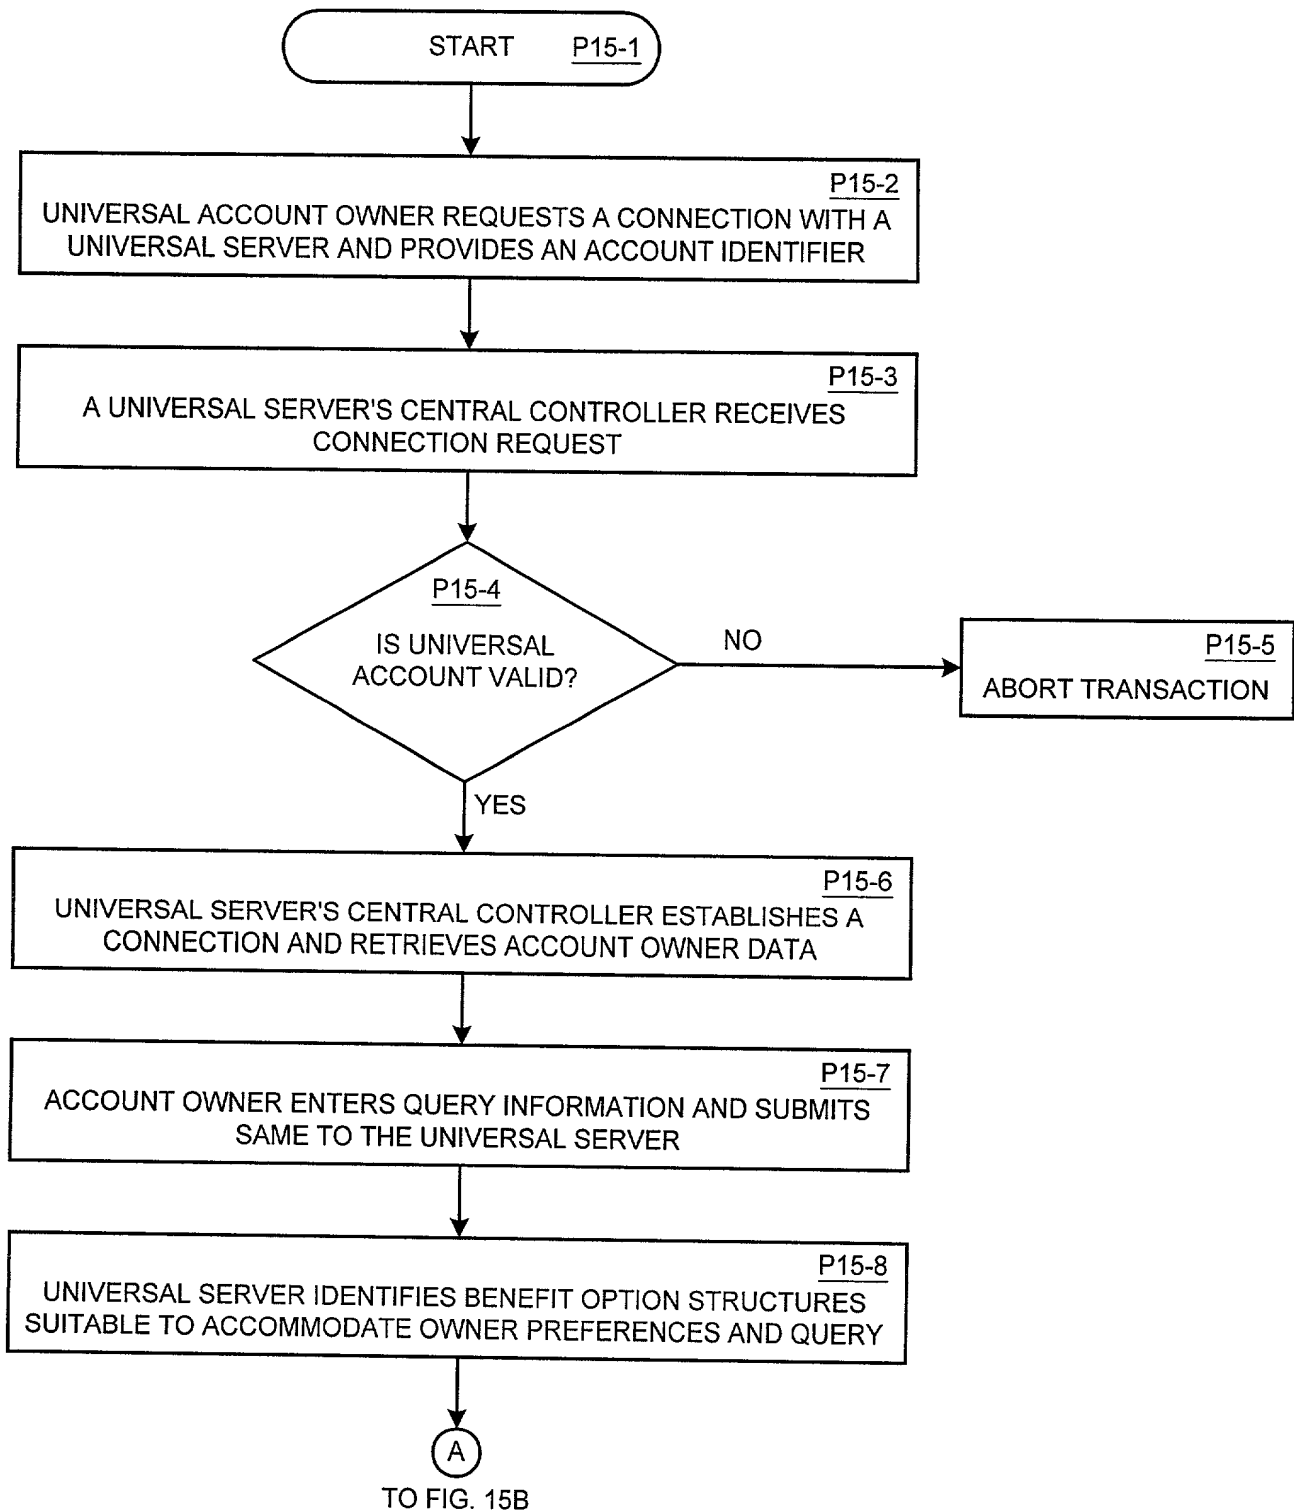 START P15-1
P15-2
UNIVERSAL ACCOUNT OWNER REQUESTS A CONNECTION WITH A
UNIVERSAL SERVER AND PROVIDES AN ACCOUNT IDENTIFIER
P15-3
A UNIVERSAL SERVER'S CENTRAL CONTROLLER RECEIVES
CONNECTION REQUEST
P15-4
IS UNIVERSAL
ACCOUNT VALID?
NO
P15-5
ABORT TRANSACTION
YES
P15-6
UNIVERSAL SERVER'S CENTRAL CONTROLLER ESTABLISHES A
CONNECTION AND RETRIEVES ACCOUNT OWNER DATA
P15-7
ACCOUNT OWNER ENTERS QUERY INFORMATION AND SUBMITS
SAME TO THE UNIVERSAL SERVER
P15-8
UNIVERSAL SERVER IDENTIFIES BENEFIT OPTION STRUCTURES
SUITABLE TO ACCOMMODATE OWNER PREFERENCES AND QUERY
A
TO FIG. 15B